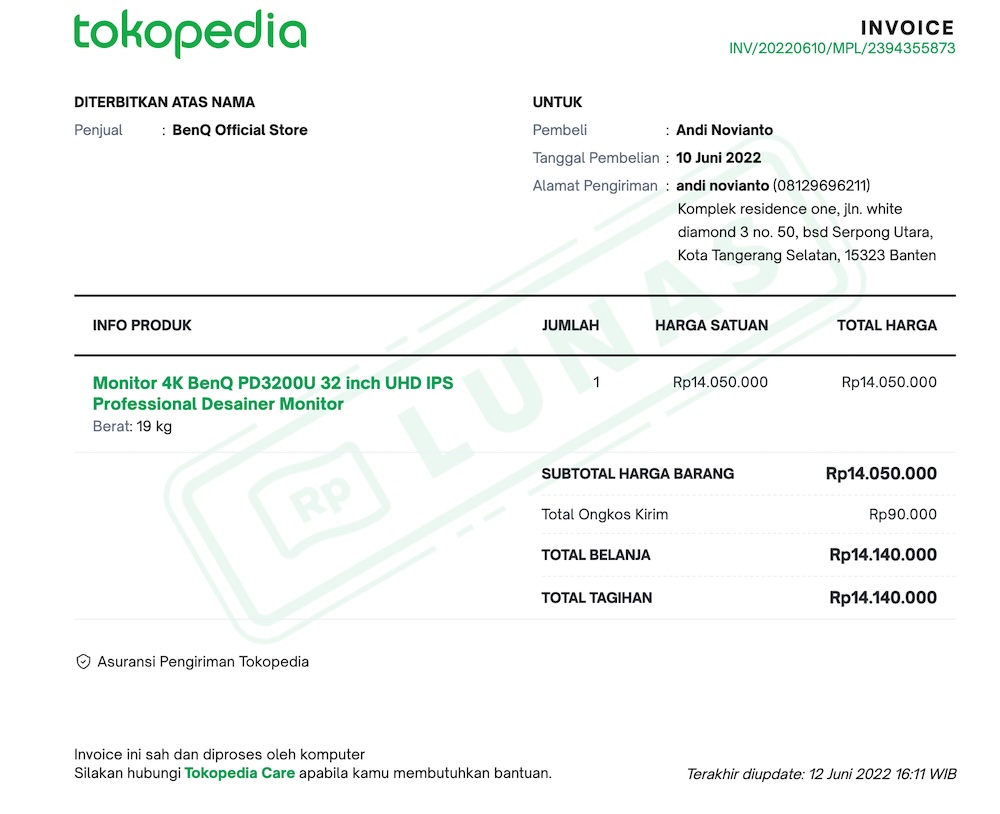 tokopedia
INVOICE
INV/20220610/MPL/2394355873
DITERBITKAN ATAS NAMA
Penjual : BenQ Official Store
UNTUK
Pembeli : Andi Novianto
Tanggal Pembelian : 10 Juni 2022
Alamat Pengiriman : andi novianto (08129696211)
Komplek residence one, jln. white
diamond 3 no. 50, bsd Serpong Utara,
Kota Tangerang Selatan, 15323 Banten
INFO PRODUK JUMLAH HARGA SATUAN TOTAL HARGA
Monitor 4K BenQ PD3200U 32 inch UHD IPS 1 Rp14.050.000 Rp14.050.000
Professional Desainer Monitor
Berat: 19 kg
SUBTOTAL HARGA BARANG Rp14.050.000
Total Ongkos Kirim Rp90.000
TOTAL BELANJA Rp14.140.000
TOTAL TAGIHAN Rp14.140.000
Rp LUNAS
Asuransi Pengiriman Tokopedia
Invoice ini sah dan diproses oleh komputer
Silakan hubungi Tokopedia Care apabila kamu membutuhkan bantuan.
Terakhir diupdate: 12 Juni 2022 16:11 WIB